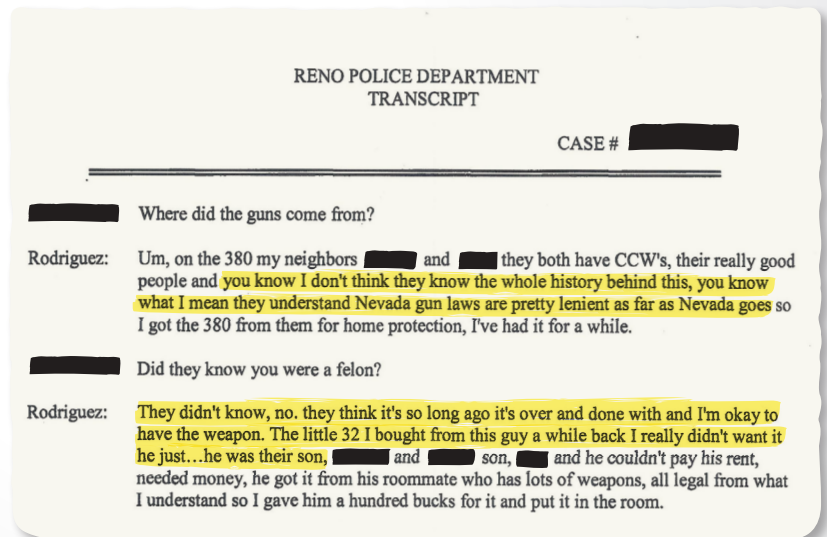 RENO POLICE DEPARTMENT
TRANSCRIPT
CASE #
Where did the guns come from?
Rodriguez: Um, on the 380 my neighbors and they both have CCW's, their really good
people and you know I don't think they know the whole history behind this, you know
what I mean they understand Nevada gun laws are pretty lenient as far as Nevada goes so
I got the 380 from them for home protection, I've had it for a while.
Did they know you were a felon?
Rodriguez: They didn't know, no. they think it's so long ago it's over and done with and I'm okay to
have the weapon. The little 32 I bought from this guy a while back I really didn't want it
he just…he was their son, and son, and he couldn't pay his rent,
needed money, he got it from his roommate who has lots of weapons, all legal from what
I understand so I gave him a hundred bucks for it and put it in the room.